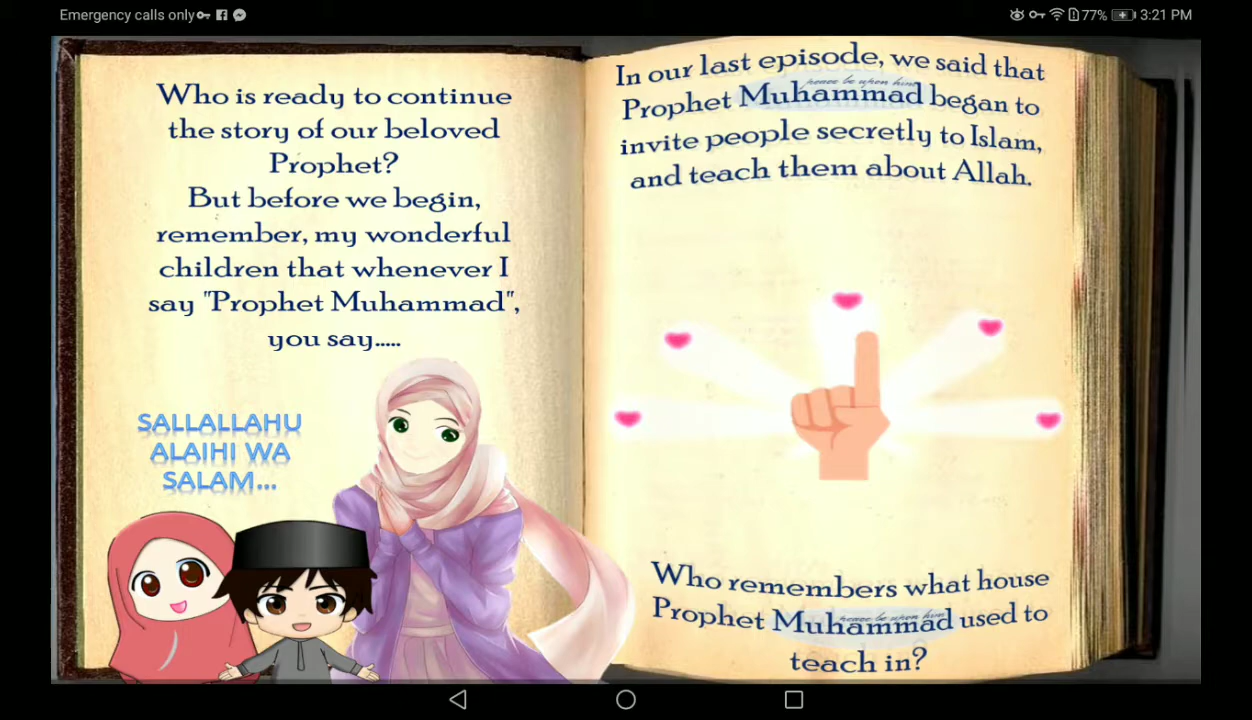 Emergency calls only
77%
3:21 PM
Who is ready to continue
the story of our beloved
Prophet?
But before we begin,
remember, my wonderful
children that whenever I
say "Prophet Muhammad",
you say.....
SALLALLAHU
ALAIHI WA
SALAM...
In our last episode, we said that
peace be upon him
Prophet Muhammad began to
invite people secretly to Islam,
and teach them about Allah.
Who remembers what house
peace be upon him
Prophet Muhammad used to
teach in?